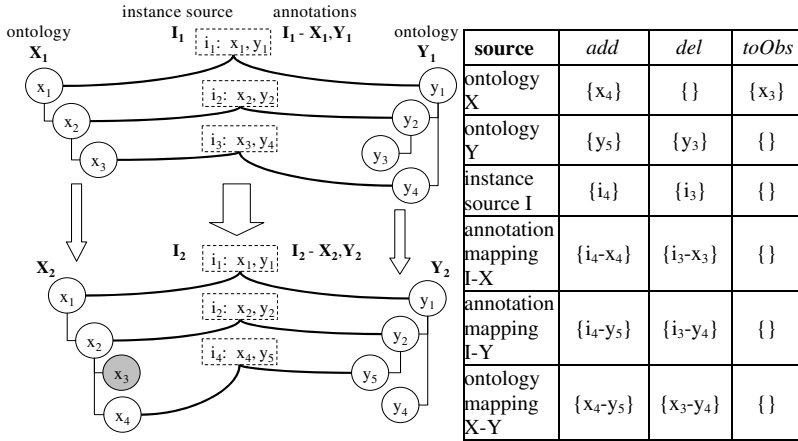 instance source annotations
ontology X₁
I₁
I₁ - X₁,Y₁
ontology Y₁
i₁: x₁, y₁
x₁
y₁
i₂: x₂, y₂
x₂
y₂
i₃: x₃, y₄
x₃
y₃
y₄
X₂
I₂
I₂ - X₂,Y₂
Y₂
i₁: x₁, y₁
x₁
y₁
i₂: x₂, y₂
x₂
y₂
i₄: x₄, y₅
x₃
y₅
x₄
y₄
source add del toObs
ontology X {x₄} {} {x₃}
ontology Y {y₅} {y₃} {}
instance source I {i₄} {i₃} {}
annotation mapping I-X {i₄-x₄} {i₃-x₃} {}
annotation mapping I-Y {i₄-y₅} {i₃-y₄} {}
ontology mapping X-Y {x₄-y₅} {x₃-y₄} {}